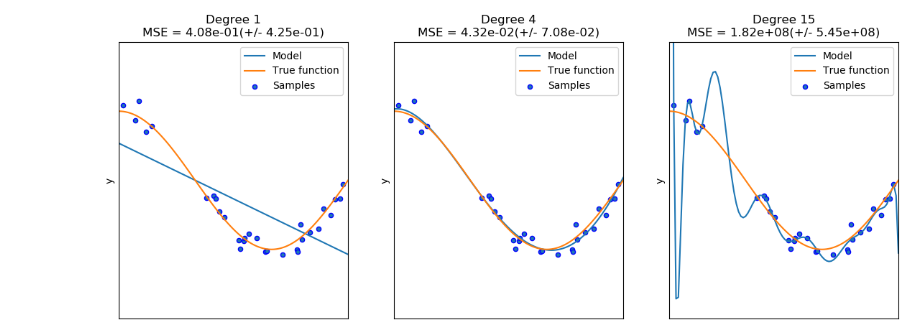 Degree 1
MSE = 4.08e-01(+/- 4.25e-01)
Model
True function
Samples
y
Degree 4
MSE = 4.32e-02(+/- 7.08e-02)
Model
True function
Samples
y
Degree 15
MSE = 1.82e+08(+/- 5.45e+08)
Model
True function
Samples
y